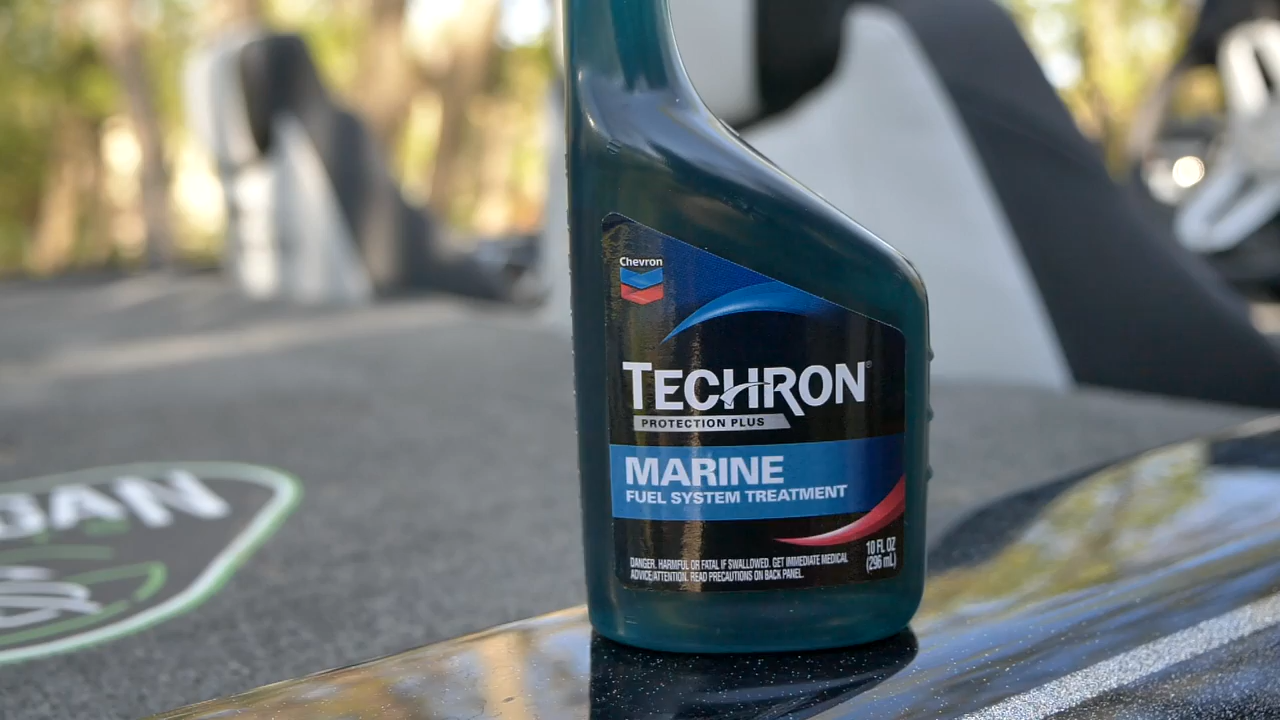 Chevron
TECHRON®
PROTECTION PLUS
MARINE
FUEL SYSTEM TREATMENT
DANGER. HARMFUL OR FATAL IF SWALLOWED. GET IMMEDIATE MEDICAL
ADVICE/ATTENTION. READ PRECAUTIONS ON BACK PANEL.
10 FL OZ
(296 mL)